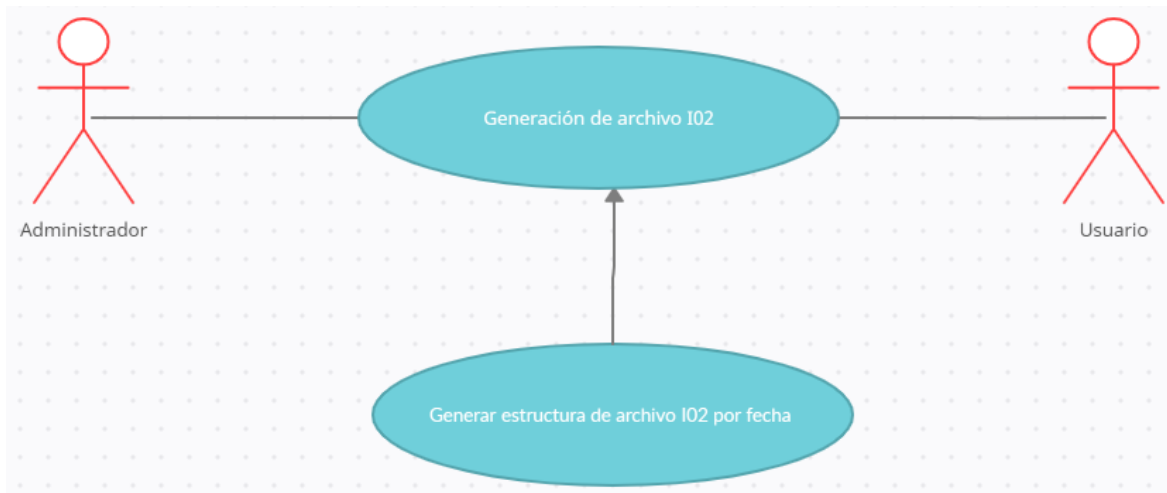 Generación de archivo I02
Administrador
Usuario
Generar estructura de archivo I02 por fecha